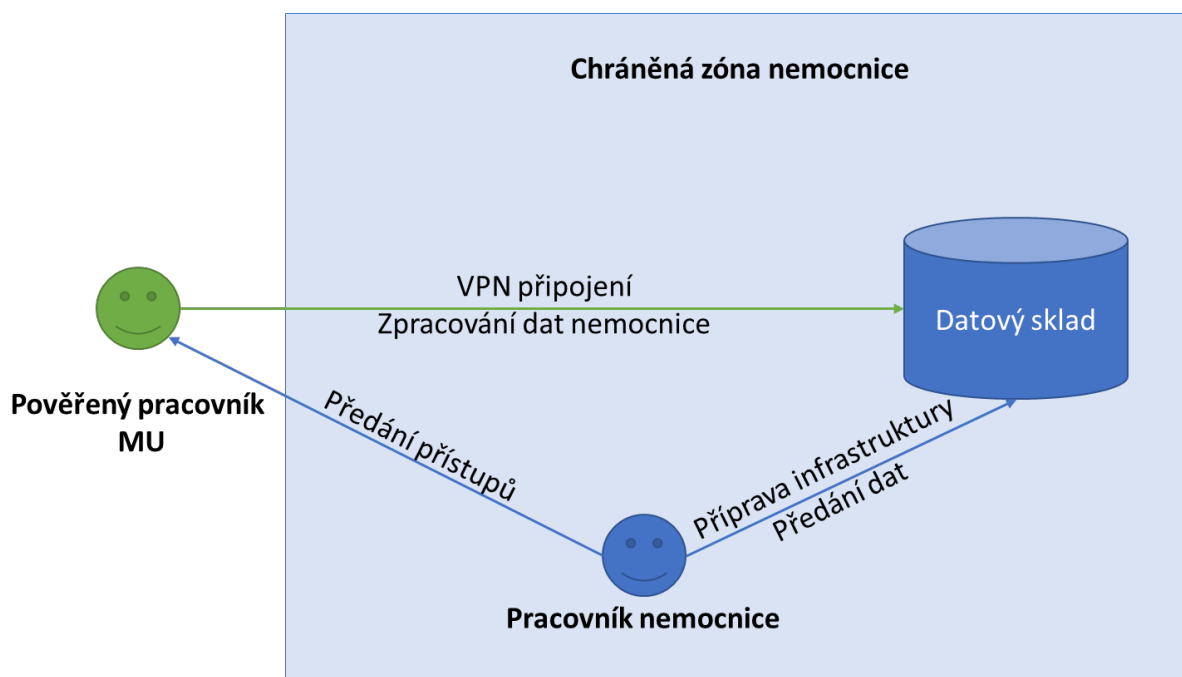 Chráněná zóna nemocnice
VPN připojení
Zpracování dat nemocnice
Datový sklad
Pověřený pracovník
MU
Předání přístupů
Příprava infrastruktury
Předání dat
Pracovník nemocnice